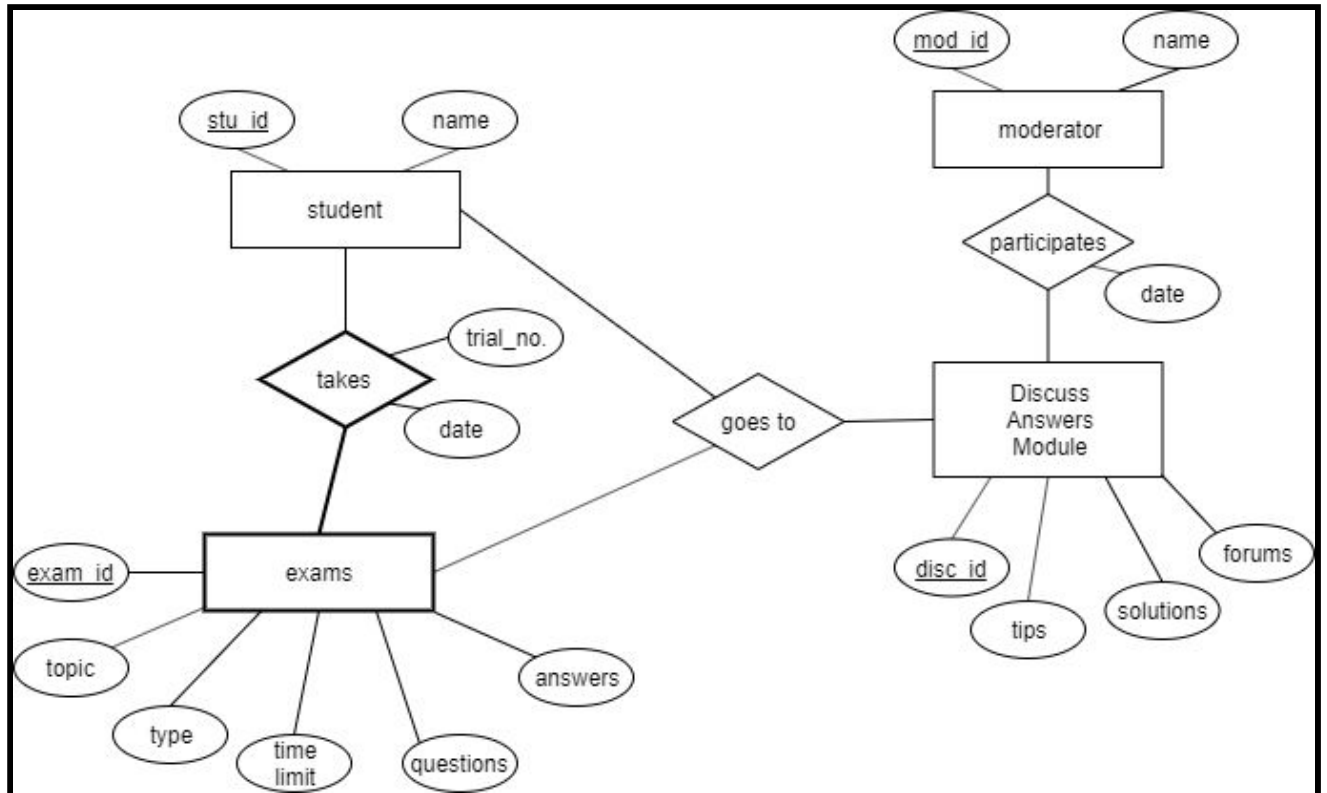 mod_id
name
stu_id
name
moderator
student
participates
date
trial_no.
takes
date
goes to
Discuss
Answers
Module
exam_id
exams
disc_id
forums
tips
solutions
topic
answers
type
time
limit
questions